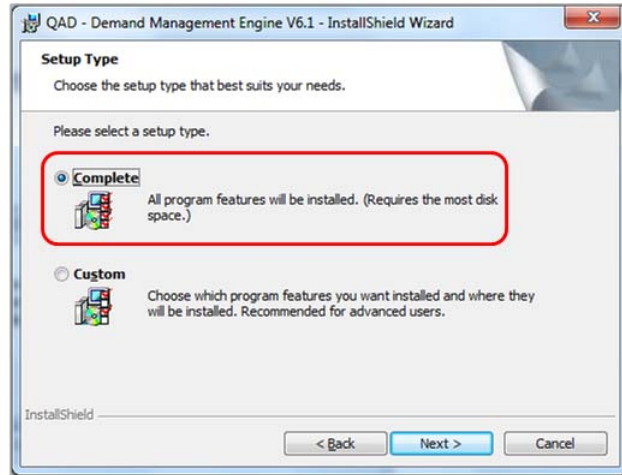 QAD - Demand Management Engine V6.1 - InstallShield Wizard
Setup Type
Choose the setup type that best suits your needs.
Please select a setup type.
Complete
All program features will be installed. (Requires the most disk
space.)
Custom
Choose which program features you want installed and where they
will be installed. Recommended for advanced users.
InstallShield
< Back
Next >
Cancel